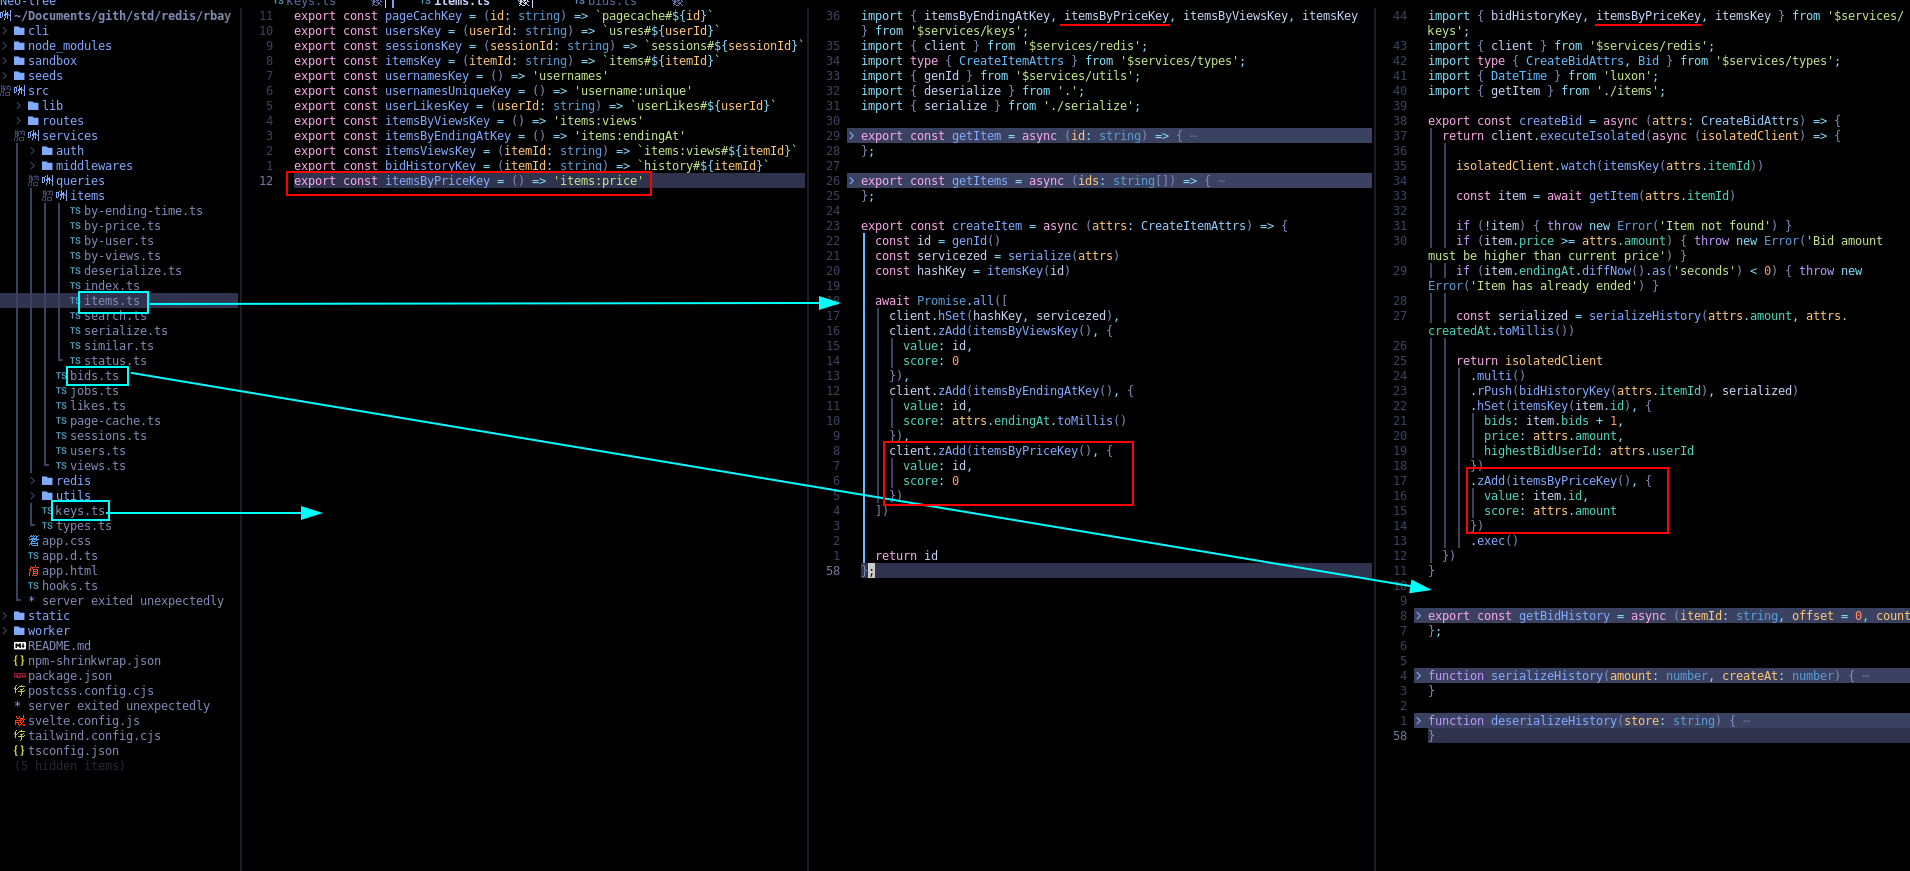 Neo-tree
~/Documents/gith/std/redis/rbay
cli
node_modules
sandbox
seeds
src
lib
routes
services
auth
middlewares
queries
items
TS by-ending-time.ts
TS by-price.ts
TS by-user.ts
TS by-views.ts
TS deserialize.ts
TS index.ts
TS items.ts
TS search.ts
TS serialize.ts
TS similar.ts
TS status.ts
TS bids.ts
TS jobs.ts
TS likes.ts
TS page-cache.ts
TS sessions.ts
TS users.ts
TS views.ts
redis
utils
TS keys.ts
TS types.ts
app.css
TS app.d.ts
app.html
TS hooks.ts
* server exited unexpectedly
static
worker
README.md
{} npm-shrinkwrap.json
package.json
postcss.config.cjs
* server exited unexpectedly
svelte.config.js
tailwind.config.cjs
{} tsconfig.json
(5 hidden items)
TS keys.ts
TS items.ts
TS bids.ts
11 export const pageCachKey = (id: string) => `pagecache#${id}`
10 export const usersKey = (userId: string) => `usres#${userId}`
9 export const sessionsKey = (sessionId: string) => `sessions#${sessionId}`
8 export const itemsKey = (itemId: string) => `items#${itemId}`
7 export const usernamesKey = () => 'usernames'
6 export const usernamesUniqueKey = () => 'username:unique'
5 export const userLikesKey = (userId: string) => `userLikes#${userId}`
4 export const itemsByViewsKey = () => 'items:views'
3 export const itemsByEndingAtKey = () => 'items:endingAt'
2 export const itemsViewsKey = (itemId: string) => `items:views#${itemId}`
1 export const bidHistoryKey = (itemId: string) => `history#${itemId}`
12 export const itemsByPriceKey = () => 'items:price'
36 import { itemsByEndingAtKey, itemsByPriceKey, itemsByViewsKey, itemsKey
} from '$services/keys';
35 import { client } from '$services/redis';
34 import type { CreateItemAttrs } from '$services/types';
33 import { genId } from '$services/utils';
32 import { deserialize } from '.';
31 import { serialize } from './serialize';
30
29 export const getItem = async (id: string) => { ⋯
28 };
27
26 export const getItems = async (ids: string[]) => { ⋯
25 };
24
23 export const createItem = async (attrs: CreateItemAttrs) => {
22 const id = genId()
21 const servicezed = serialize(attrs)
20 const hashKey = itemsKey(id)
19
18 await Promise.all([
17 client.hSet(hashKey, servicezed),
16 client.zAdd(itemsByViewsKey(), {
15 value: id,
14 score: 0
13 }),
12 client.zAdd(itemsByEndingAtKey(), {
11 value: id,
10 score: attrs.endingAt.toMillis()
9 }),
8 client.zAdd(itemsByPriceKey(), {
7 value: id,
6 score: 0
5 })
4 ])
3
2
1 return id
58 };
44 import { bidHistoryKey, itemsByPriceKey, itemsKey } from '$services/
keys';
43 import { client } from '$services/redis';
42 import type { CreateBidAttrs, Bid } from '$services/types';
41 import { DateTime } from 'luxon';
40 import { getItem } from './items';
39
38 export const createBid = async (attrs: CreateBidAttrs) => {
37 return client.executeIsolated(async (isolatedClient) => {
36
35 isolatedClient.watch(itemsKey(attrs.itemId))
34
33 const item = await getItem(attrs.itemId)
32
31 if (!item) { throw new Error('Item not found') }
30 if (item.price >= attrs.amount) { throw new Error('Bid amount
must be higher than current price') }
29 if (item.endingAt.diffNow().as('seconds') < 0) { throw new
Error('Item has already ended') }
28
27 const serialized = serializeHistory(attrs.amount, attrs.
createdAt.toMillis())
26
25 return isolatedClient
24 .multi()
23 .rPush(bidHistoryKey(attrs.itemId), serialized)
22 .hSet(itemsKey(item.id), {
21 bids: item.bids + 1,
20 price: attrs.amount,
19 highestBidUserId: attrs.userId
18 })
17 .zAdd(itemsByPriceKey(), {
16 value: item.id,
15 score: attrs.amount
14 })
13 .exec()
12 })
11 }
10
9
8 export const getBidHistory = async (itemId: string, offset = 0, count
7 };
6
5
4 function serializeHistory(amount: number, createAt: number) { ⋯
3 }
2
1 function deserializeHistory(store: string) { ⋯
58 }